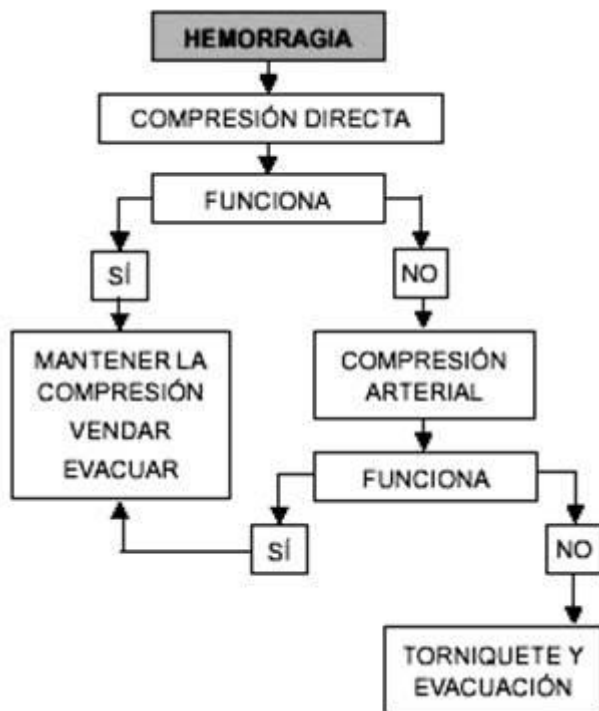 HEMORRAGIA
COMPRESIÓN DIRECTA
FUNCIONA
SÍ
NO
MANTENER LA
COMPRESIÓN
VENDAR
EVACUAR
COMPRESIÓN
ARTERIAL
FUNCIONA
SÍ
NO
TORNIQUETE Y
EVACUACIÓN